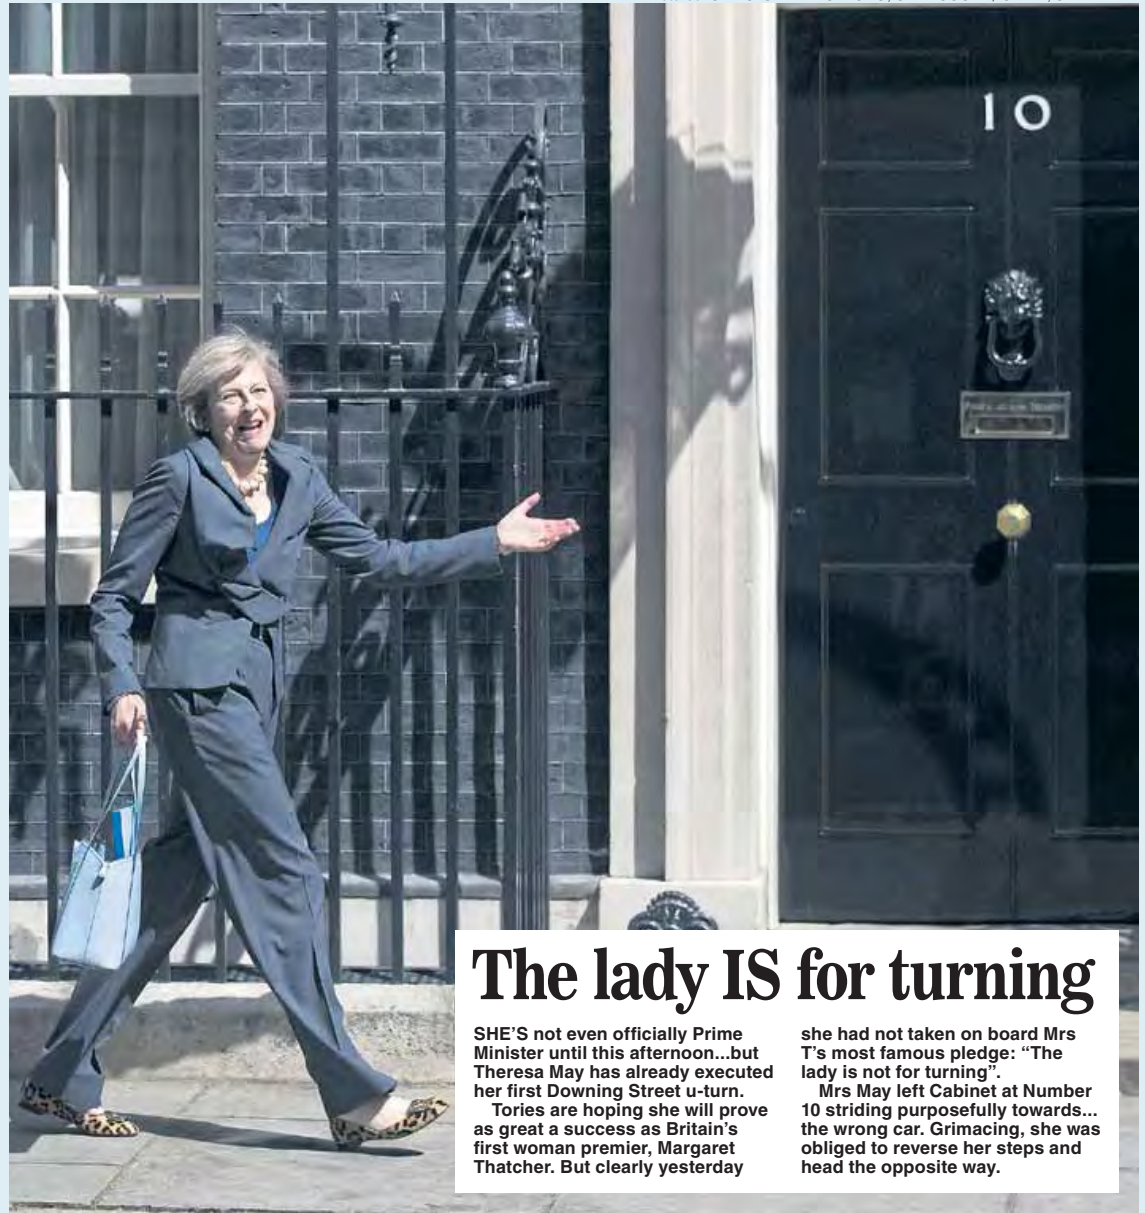 10
The lady IS for turning
SHE'S not even officially Prime
Minister until this afternoon...but
Theresa May has already executed
her first Downing Street u-turn.
Tories are hoping she will prove
as great a success as Britain's
first woman premier, Margaret
Thatcher. But clearly yesterday
she had not taken on board Mrs
T's most famous pledge: “The
lady is not for turning”.
Mrs May left Cabinet at Number
10 striding purposefully towards...
the wrong car. Grimacing, she was
obliged to reverse her steps and
head the opposite way.